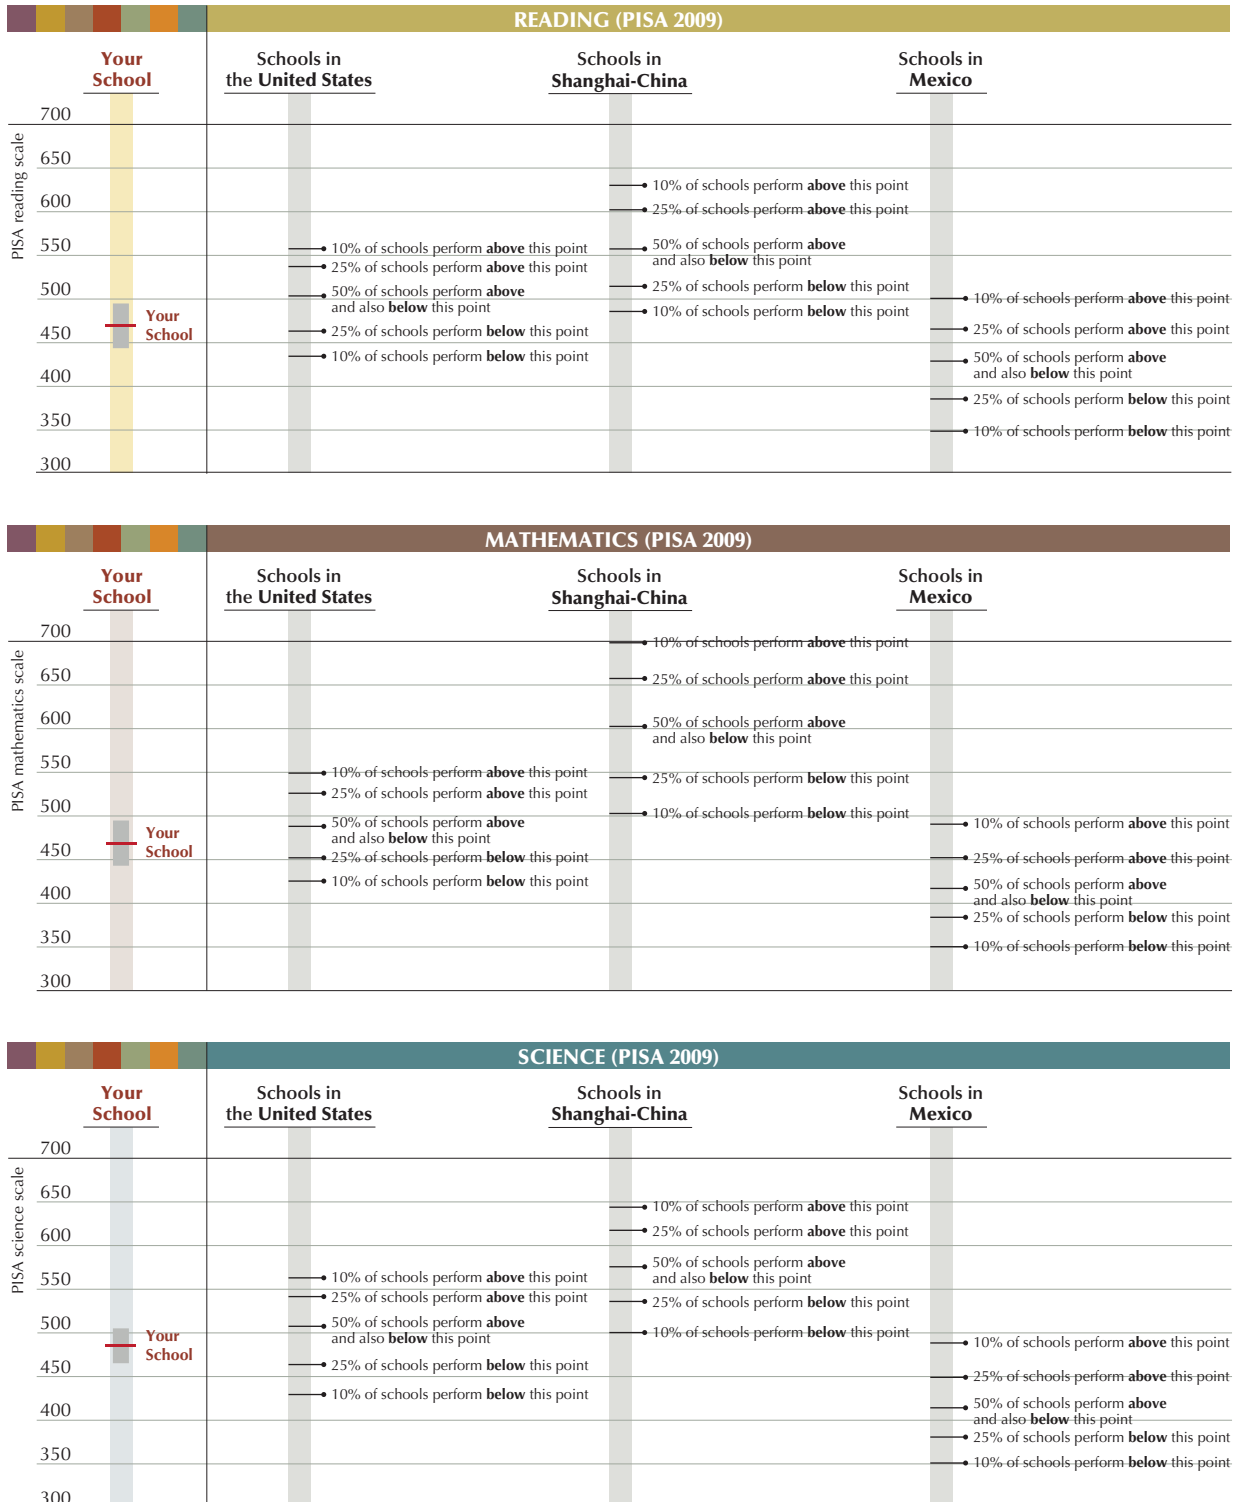 READING (PISA 2009)
Your
School
Schools in
the United States
Schools in
Shanghai-China
Schools in
Mexico
PISA reading scale
700
650
600
550
500
450
400
350
300
Your
School
10% of schools perform above this point
25% of schools perform above this point
50% of schools perform above
and also below this point
25% of schools perform below this point
10% of schools perform below this point
10% of schools perform above this point
25% of schools perform above this point
50% of schools perform above
and also below this point
25% of schools perform below this point
10% of schools perform below this point
10% of schools perform above this point
25% of schools perform above this point
50% of schools perform above
and also below this point
25% of schools perform below this point
10% of schools perform below this point
MATHEMATICS (PISA 2009)
Your
School
Schools in
the United States
Schools in
Shanghai-China
Schools in
Mexico
PISA mathematics scale
700
650
600
550
500
450
400
350
300
Your
School
10% of schools perform above this point
25% of schools perform above this point
50% of schools perform above
and also below this point
25% of schools perform below this point
10% of schools perform below this point
10% of schools perform above this point
25% of schools perform above this point
50% of schools perform above
and also below this point
25% of schools perform below this point
10% of schools perform below this point
10% of schools perform above this point
25% of schools perform above this point
50% of schools perform above
and also below this point
25% of schools perform below this point
10% of schools perform below this point
SCIENCE (PISA 2009)
Your
School
Schools in
the United States
Schools in
Shanghai-China
Schools in
Mexico
PISA science scale
700
650
600
550
500
450
400
350
300
Your
School
10% of schools perform above this point
25% of schools perform above this point
50% of schools perform above
and also below this point
25% of schools perform below this point
10% of schools perform below this point
10% of schools perform above this point
25% of schools perform above this point
50% of schools perform above
and also below this point
25% of schools perform below this point
10% of schools perform below this point
10% of schools perform above this point
25% of schools perform above this point
50% of schools perform above
and also below this point
25% of schools perform below this point
10% of schools perform below this point